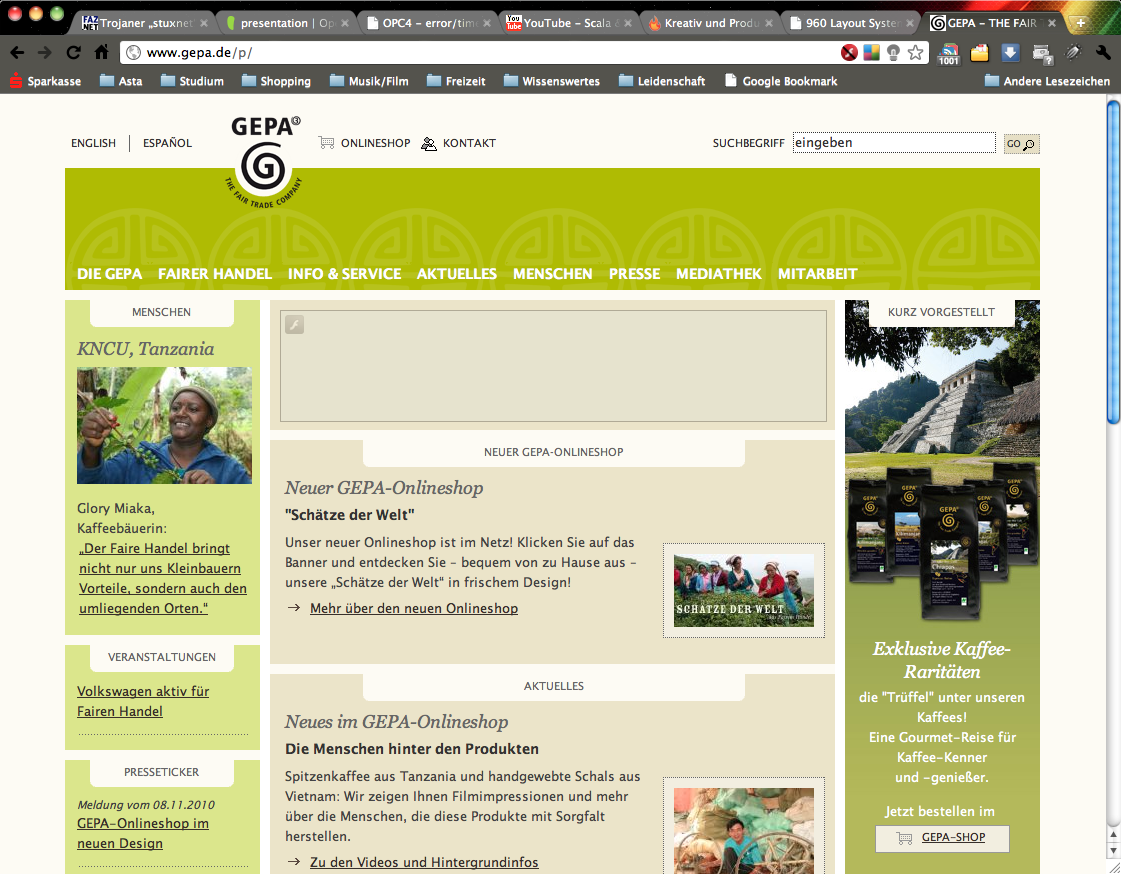 Trojaner „stuxnet
presentation | Op
OPC4 - error/tim
YouTube - Scala &
Kreativ und Produ
960 Layout Syste
GEPA - THE FAIR T
www.gepa.de/p/
1001
Sparkasse
Asta
Studium
Shopping
Musik/Film
Freizeit
Wissenswertes
Leidenschaft
Google Bookmark
Andere Lesezeichen
ENGLISH
ESPAÑOL
GEPA³
THE FAIR TRADE COMPANY
ONLINESHOP
KONTAKT
SUCHBEGRIFF
eingeben
GO
DIE GEPA
FAIRER HANDEL
INFO & SERVICE
AKTUELLES
MENSCHEN
PRESSE
MEDIATHEK
MITARBEIT
MENSCHEN
KNCU, Tanzania
Glory Miaka,
Kaffeebäuerin:
„Der Faire Handel bringt
nicht nur uns Kleinbauern
Vorteile, sondern auch den
umliegenden Orten.“
VERANSTALTUNGEN
Volkswagen aktiv für
Fairen Handel
PRESSETICKER
Meldung vom 08.11.2010
GEPA-Onlineshop im
neuen Design
NEUER GEPA-ONLINESHOP
Neuer GEPA-Onlineshop
"Schätze der Welt"
Unser neuer Onlineshop ist im Netz! Klicken Sie auf das
Banner und entdecken Sie - bequem von zu Hause aus -
unsere „Schätze der Welt“ in frischem Design!
→ Mehr über den neuen Onlineshop
SCHÄTZE DER WELT
AKTUELLES
Neues im GEPA-Onlineshop
Die Menschen hinter den Produkten
Spitzenkaffee aus Tanzania und handgewebte Schals aus
Vietnam: Wir zeigen Ihnen Filmimpressionen und mehr
über die Menschen, die diese Produkte mit Sorgfalt
herstellen.
→ Zu den Videos und Hintergrundinfos
KURZ VORGESTELLT
GEPA
GEPA
GEPA
GEPA
GEPA
Exklusive Kaffee-
Raritäten
die "Trüffel" unter unseren
Kaffees!
Eine Gourmet-Reise für
Kaffee-Kenner
und -genießer.
Jetzt bestellen im
GEPA-SHOP